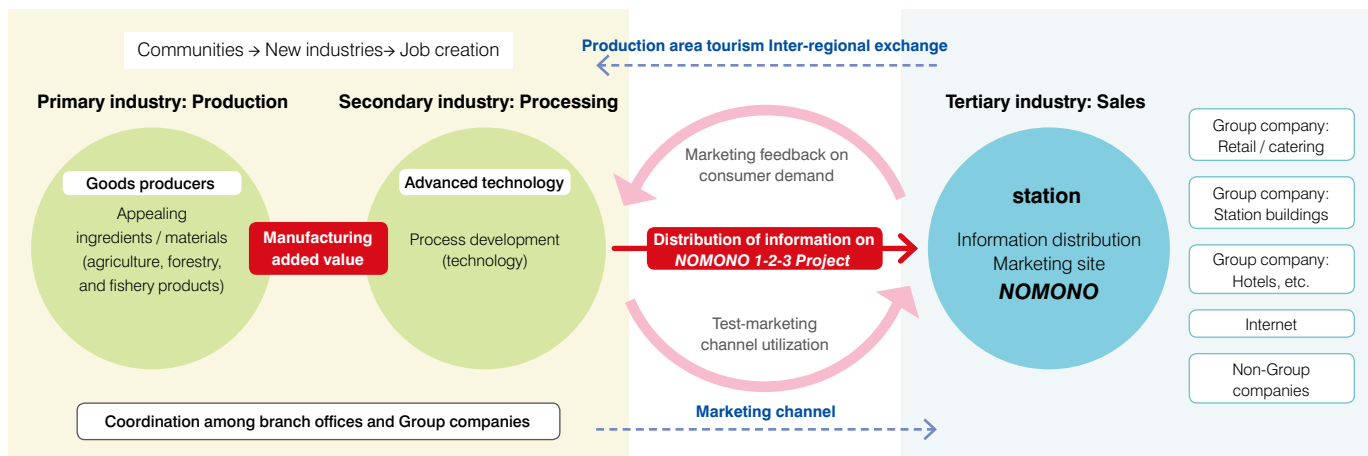 Communities → New industries→ Job creation
Production area tourism Inter-regional exchange
Primary industry: Production
Secondary industry: Processing
Tertiary industry: Sales
Goods producers
Appealing
ingredients / materials
(agriculture, forestry,
and fishery products)
Manufacturing
added value
Advanced technology
Process development
(technology)
Marketing feedback on
consumer demand
Distribution of information on
NOMONO 1-2-3 Project
Test-marketing
channel utilization
station
Information distribution
Marketing site
NOMONO
Group company:
Retail / catering
Group company:
Station buildings
Group company:
Hotels, etc.
Internet
Non-Group
companies
Coordination among branch offices and Group companies
Marketing channel